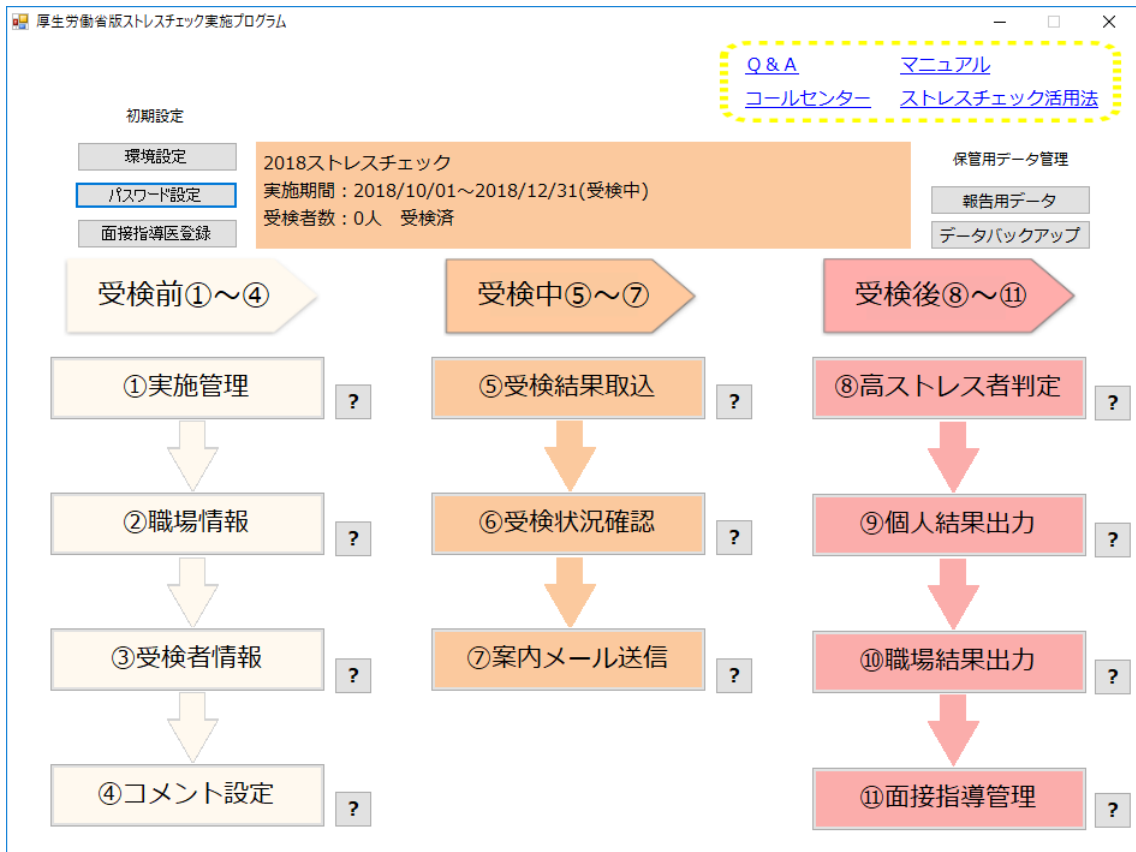 厚生労働省版ストレスチェック実施プログラム
Q & A
マニュアル
コールセンター
ストレスチェック活用法
初期設定
環境設定
パスワード設定
面接指導医登録
2018ストレスチェック
実施期間：2018/10/01～2018/12/31(受検中)
受検者数：0人　受検済
保管用データ管理
報告用データ
データバックアップ
受検前①～④
受検中⑤～⑦
受検後⑧～⑪
①実施管理
?
⑤受検結果取込
?
⑧高ストレス者判定
?
②職場情報
?
⑥受検状況確認
?
⑨個人結果出力
?
③受検者情報
?
⑦案内メール送信
?
⑩職場結果出力
?
④コメント設定
?
⑪面接指導管理
?